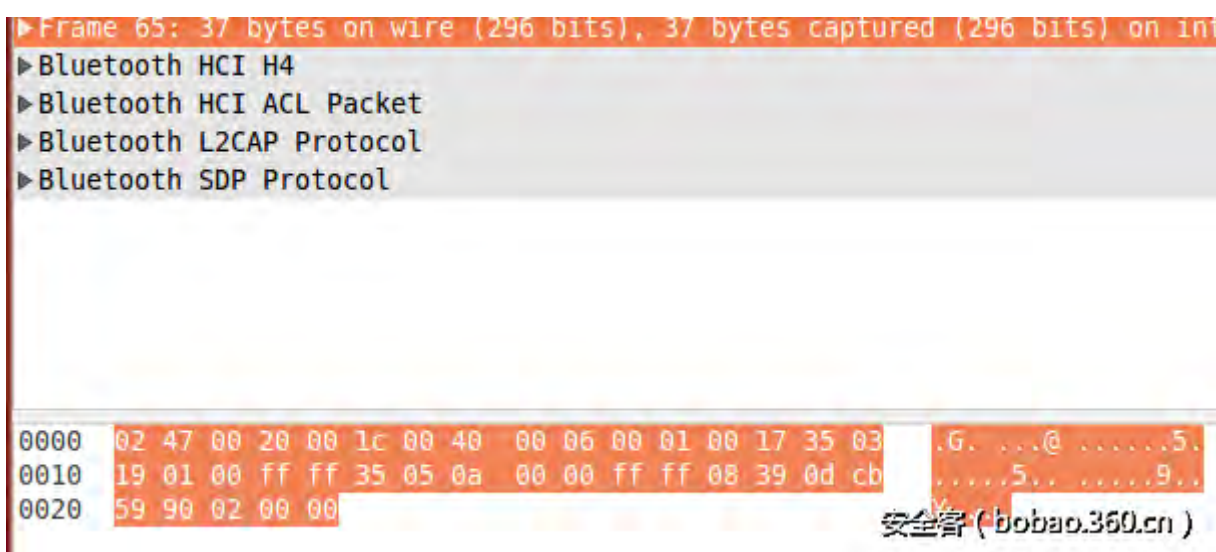 ▶Frame 65: 37 bytes on wire (296 bits), 37 bytes captured (296 bits) on int
▶Bluetooth HCI H4
▶Bluetooth HCI ACL Packet
▶Bluetooth L2CAP Protocol
▶Bluetooth SDP Protocol
0000 02 47 00 20 00 1c 00 40 00 06 00 01 00 17 35 03 .G. ...@ ......5.
0010 19 01 00 ff ff 35 05 0a 00 00 ff ff 08 39 0d cb .....5.. .....9..
0020 59 90 02 00 00
安全客 ( bobao.360.cn )